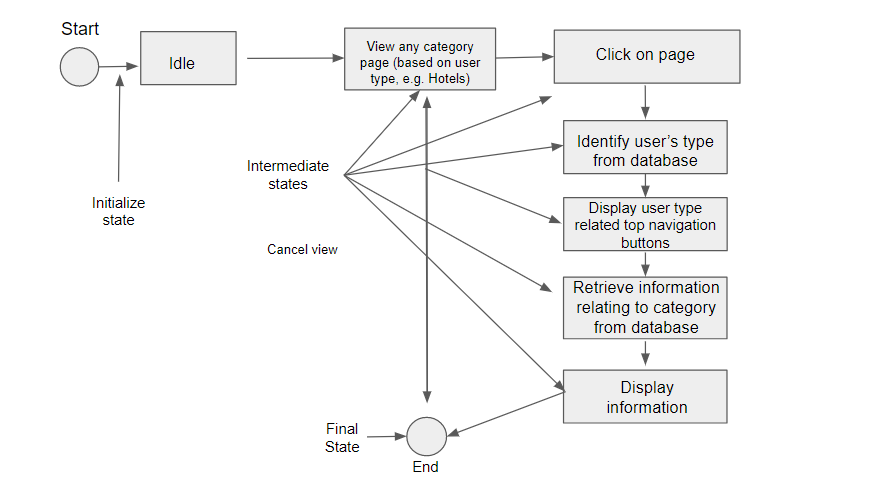 Start
Idle
View any category
page (based on user
type, e.g. Hotels)
Click on page
Identify user's type
from database
Intermediate
states
Initialize
state
Display user type
related top navigation
buttons
Cancel view
Retrieve information
relating to category
from database
Display
information
Final
State
End